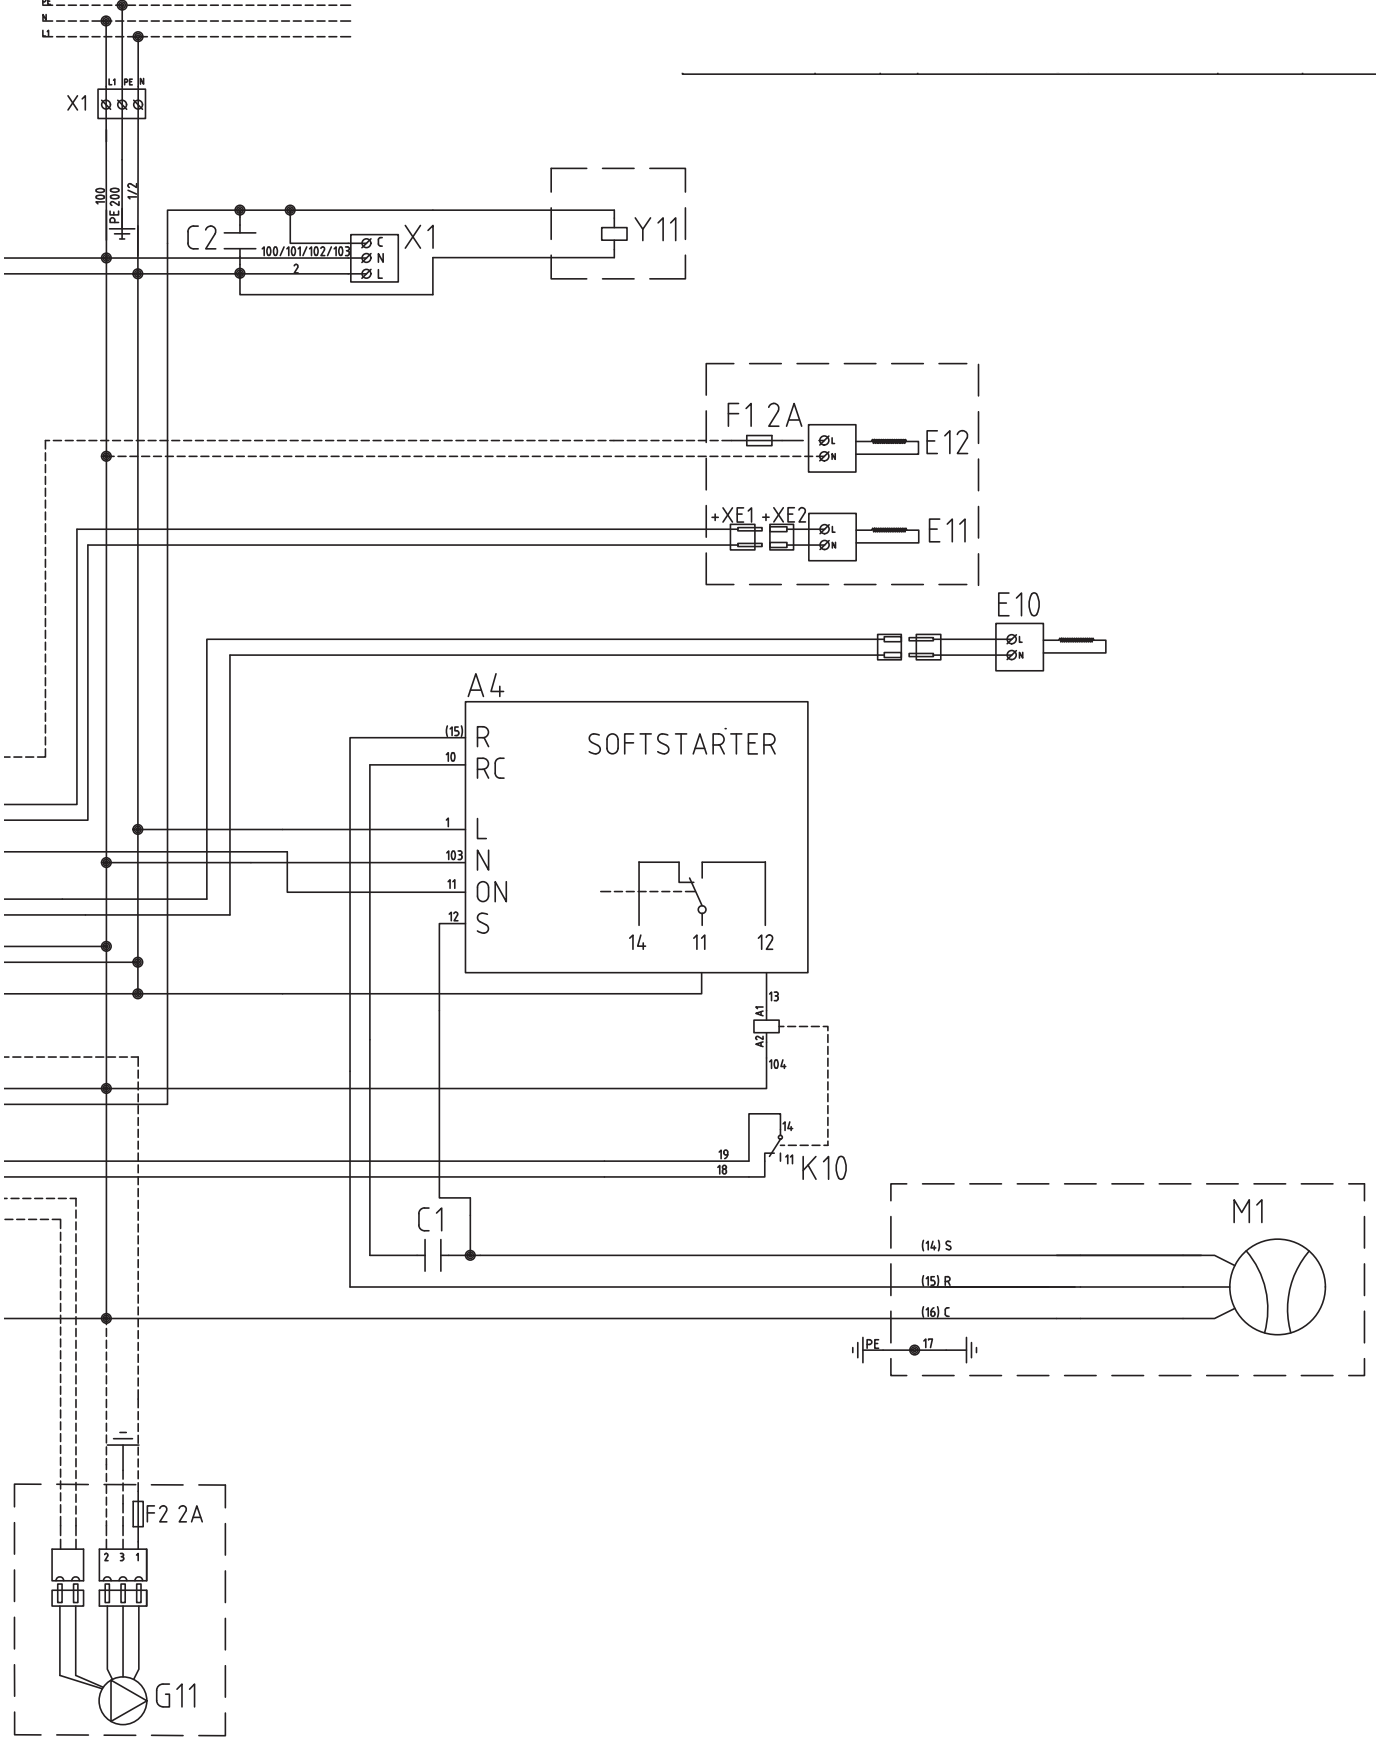 PE
N
L1
L1 PE N
X1
100
PE 200
1/2
C2
100/101/102/103
2
C
N
L
X1
Y11
F1 2A
L
N
E12
+XE1 +XE2
L
N
E11
E10
L
N
A4
SOFTSTARTER
(15) R
10 RC
1 L
103 N
11 ON
12 S
14 11 12
13
A1
A2
104
14
19
18
11 K10
C1
M1
(14) S
(15) R
(16) C
PE 17
F2 2A
2 3 1
G11